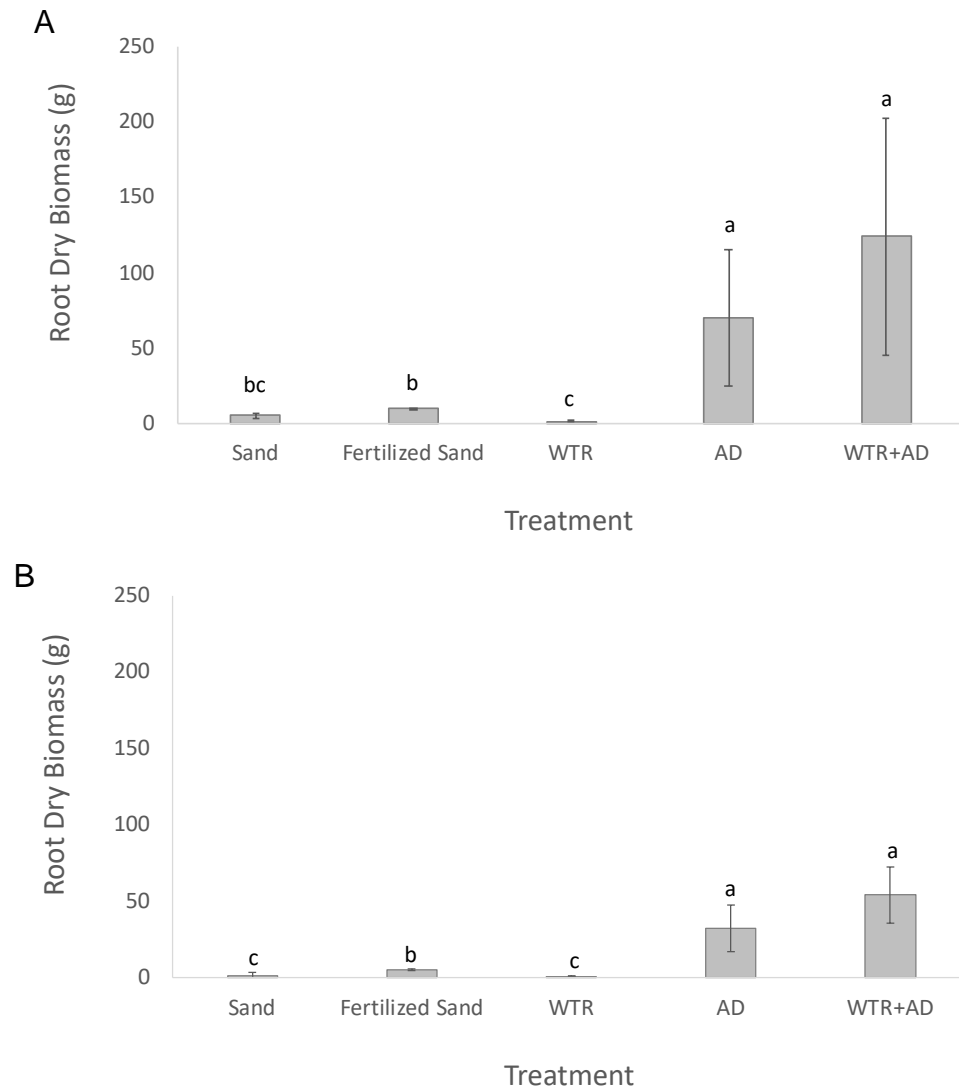 A
Root Dry Biomass (g)
250
200
150
100
50
0
bc
b
c
a
a
Sand Fertilized Sand WTR AD WTR+AD
Treatment
B
Root Dry Biomass (g)
250
200
150
100
50
0
c
b
c
a
a
Sand Fertilized Sand WTR AD WTR+AD
Treatment